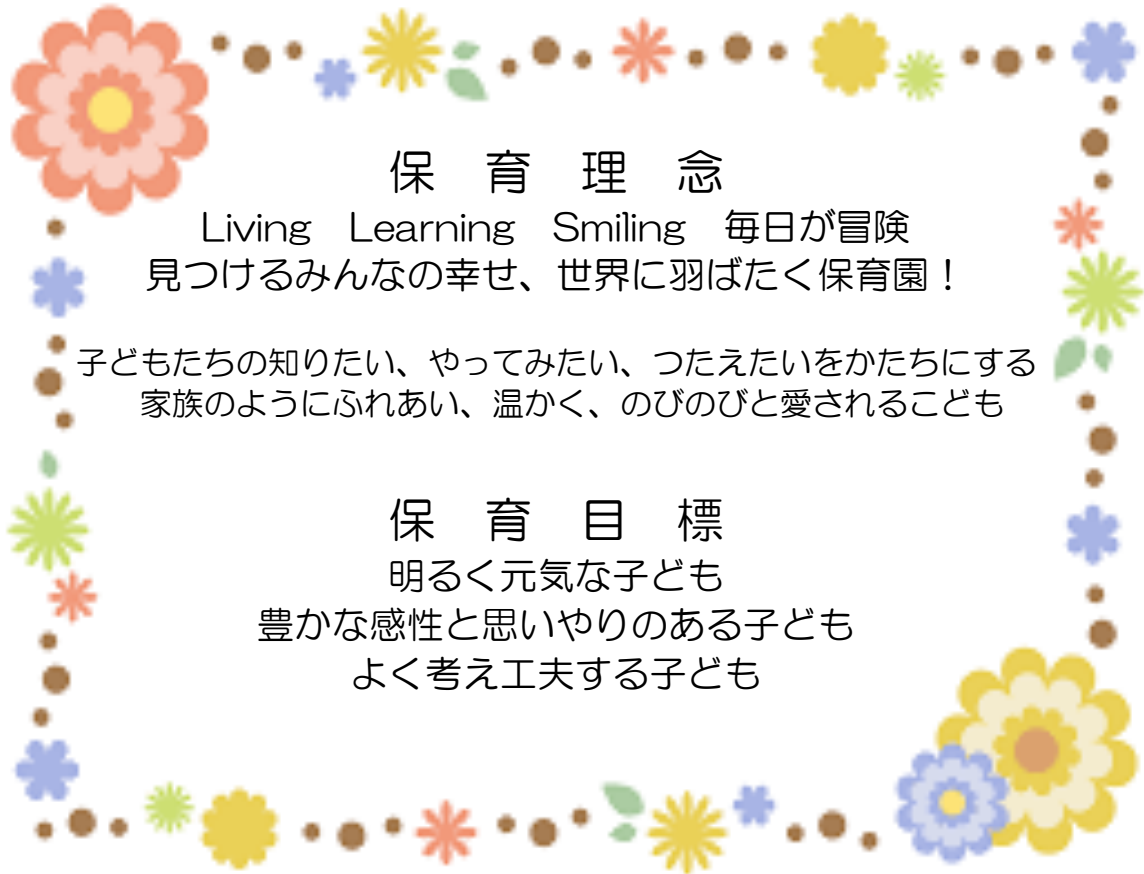 保　育　理　念
Living　Learning　Smiling　毎日が冒険
見つけるみんなの幸せ、世界に羽ばたく保育園！
子どもたちの知りたい、やってみたい、つたえたいをかたちにする
家族のようにふれあい、温かく、のびのびと愛されるこども
保　育　目　標
明るく元気な子ども
豊かな感性と思いやりのある子ども
よく考え工夫する子ども